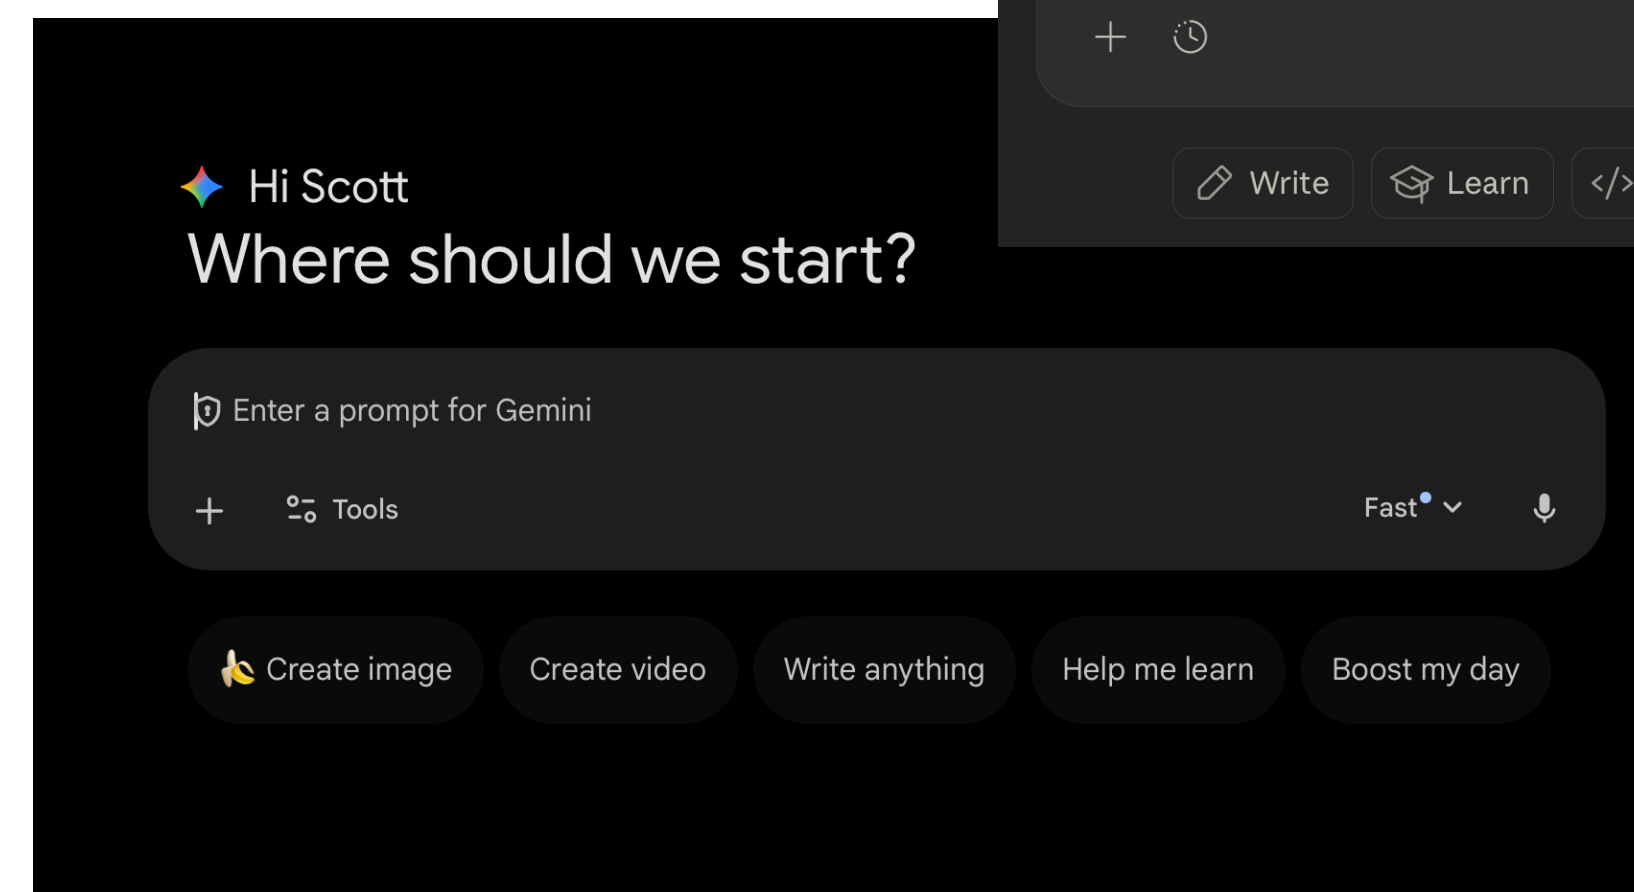 Write Learn </>
Hi Scott
Where should we start?
Enter a prompt for Gemini
Tools Fast
Create image Create video Write anything Help me learn Boost my day